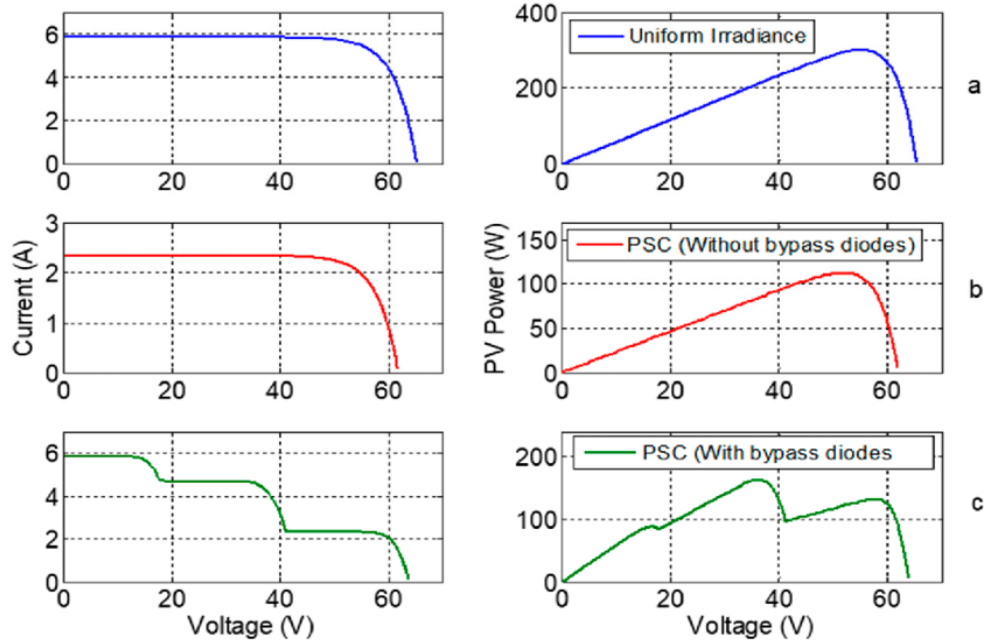 6
4
2
0
0 20 40 60
400
200
0
0 20 40 60
Uniform Irradiance
a
Current (A)
3
2
1
0
0 20 40 60
PV Power (W)
150
100
50
0
0 20 40 60
PSC (Without bypass diodes)
b
6
4
2
0
0 20 40 60
Voltage (V)
200
100
0
0 20 40 60
Voltage (V)
PSC (With bypass diodes
c